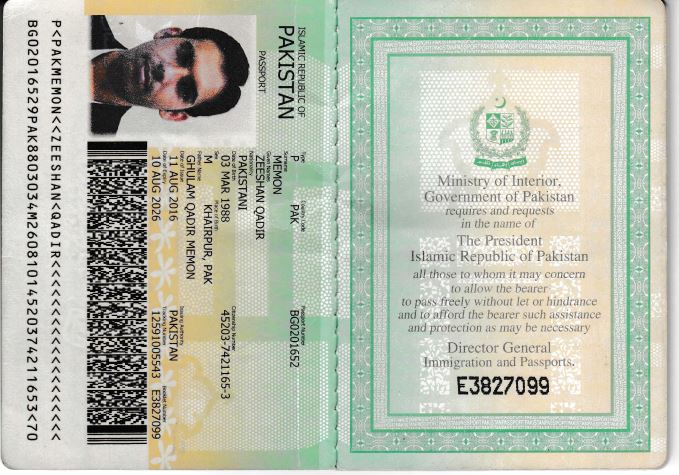 ISLAMIC REPUBLIC OF
PAKISTAN
PASSPORT
Type
Country Code
Passport Number
P
PAK
BG0201652
Surname
MEMON
Given Names
ZEESHAN QADIR
Nationality
Citizenship Number
PAKISTANI
45203-7421165-3
Date of Birth
03 MAR 1988
Sex
Place of Birth
M
KHAIRPUR, PAK
Father Name
GHULAM QADIR MEMON
Date of Issue
Issuing Authority
11 AUG 2016
PAKISTAN
Date of Expiry
Tracking Number
Booklet Number
10 AUG 2026
12591005543
E3827099
P<PAKMEMON<<ZEESHAN<QADIR<<<<<<<<<<<<<<<<<<<
BG02016529PAK8803034M26081014520374211653<70
Ministry of Interior,
Government of Pakistan
requires and requests
in the name of
The President
Islamic Republic of Pakistan
all those to whom it may concern
to allow the bearer
to pass freely without let or hindrance
and to afford the bearer such assistance
and protection as may be necessary
Director General
Immigration and Passports.
E3827099